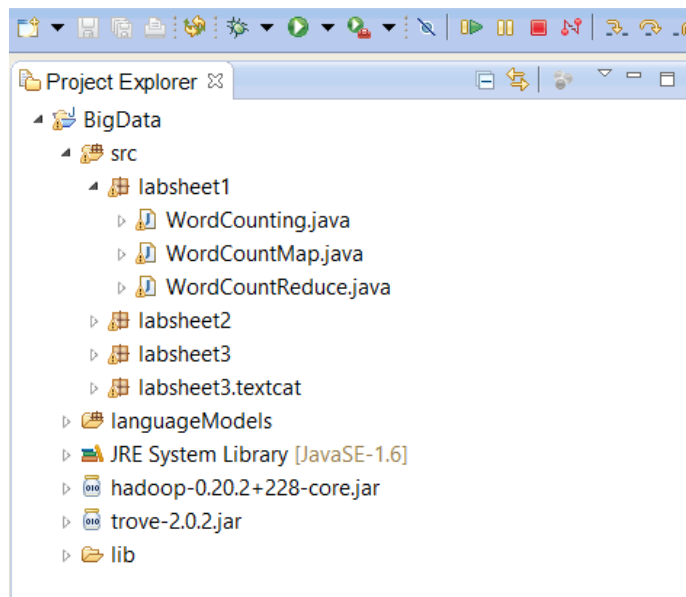 Project Explorer
BigData
src
labsheet1
WordCounting.java
WordCountMap.java
WordCountReduce.java
labsheet2
labsheet3
labsheet3.textcat
languageModels
JRE System Library [JavaSE-1.6]
hadoop-0.20.2+228-core.jar
trove-2.0.2.jar
lib